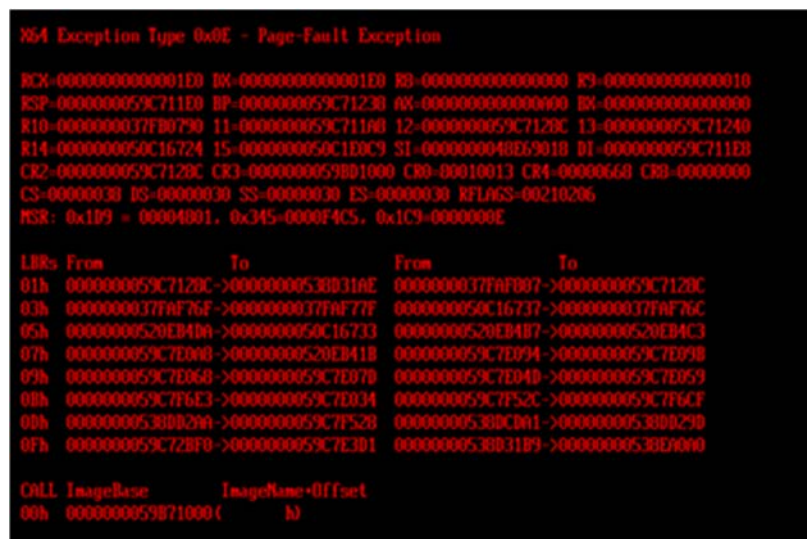 X64 Exception Type 0x0E - Page-Fault Exception
RCX=00000000000001E0 DX=00000000000001E0 R8=0000000000000000 R9=0000000000000010
RSP=0000000059C711E0 BP=0000000059C71230 AX=0000000000000A00 BX=0000000000000000
R10=0000000037FB0790 11=0000000059C711A8 12=0000000059C7128C 13=0000000059C71240
R14=0000000050C16724 15=0000000050C1E0C9 SI=0000000048E69018 DI=0000000059C711E8
CR2=0000000059C7128C CR3=0000000059BD1000 CR0=80010013 CR4=00000668 CR8=00000000
CS=00000038 DS=00000030 SS=00000030 ES=00000030 RFLAGS=00210206
MSR: 0x1D9 = 00004801, 0x345=0000F4C5, 0x1C9=0000000E
LBRs From To From To
01h 0000000059C7128C->00000000538D31AE 0000000037FAF807->0000000059C7128C
03h 0000000037FAF76F->0000000037FAF77F 0000000050C16737->0000000037FAF76C
05h 00000000520EB4DA->0000000050C16733 00000000520EB4B7->00000000520EB4C3
07h 0000000059C7E0A8->00000000520EB41B 0000000059C7E094->0000000059C7E09B
09h 0000000059C7E068->0000000059C7E07D 0000000059C7E04D->0000000059C7E059
0Bh 0000000059C7F6E3->0000000059C7E034 0000000059C7F52C->0000000059C7F6CF
0Dh 00000000538DD2AA->0000000059C7F528 00000000538DCDA1->00000000538DD29D
0Fh 0000000059C72BF0->0000000059C7E3D1 00000000538D31B9->00000000538EA0A0
CALL ImageBase ImageName+Offset
00h 0000000059B71000( h)